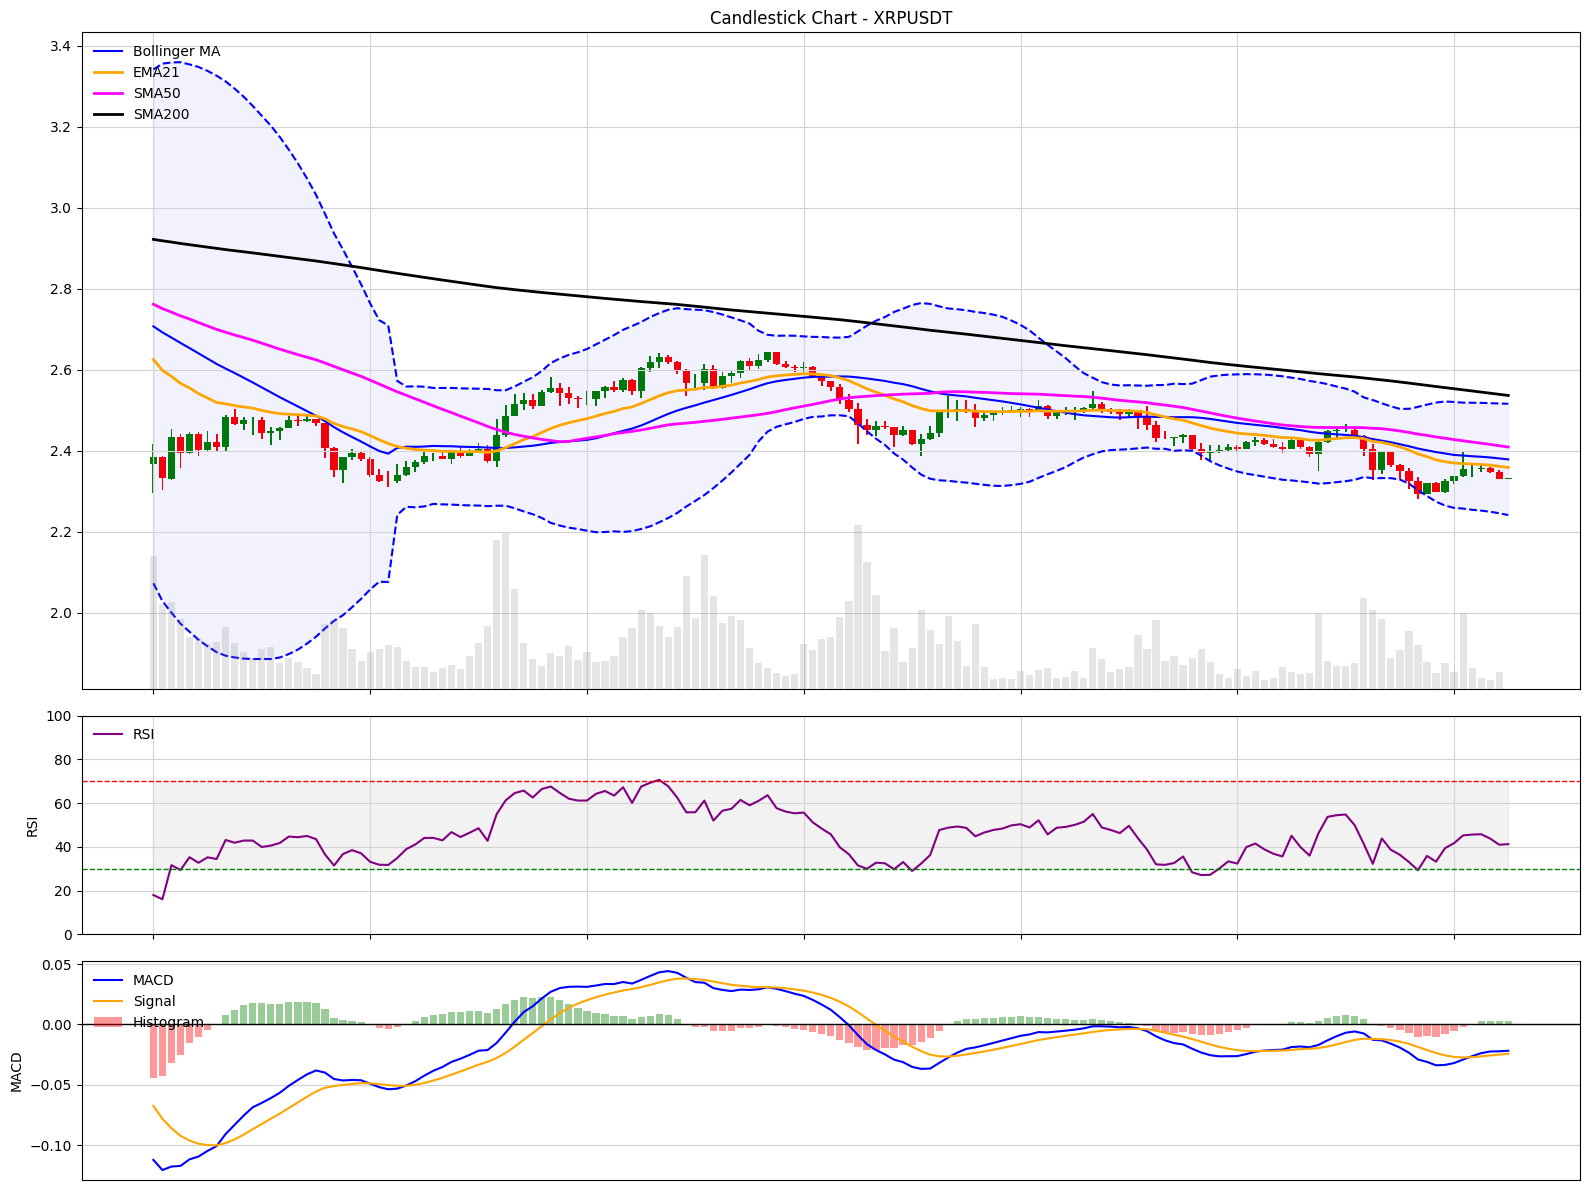 Candlestick Chart - XRPUSDT
3.4
3.2
3.0
2.8
2.6
2.4
2.2
2.0
Bollinger MA
EMA21
SMA50
SMA200
100
80
60
40
20
0
RSI
RSI
0.05
0.00
−0.05
−0.10
MACD
MACD
Signal
Histogram